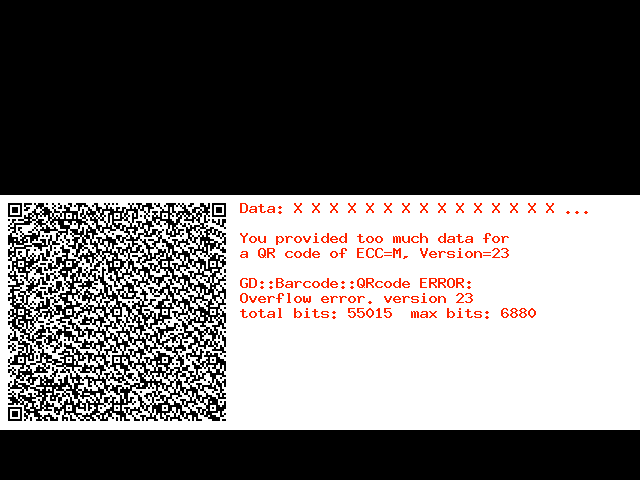 Data: X X X X X X X X X X X X X X X ...
You provided too much data for
a QR code of ECC=M, Version=23
GD::Barcode::QRcode ERROR:
Overflow error. version 23
total bits: 55015  max bits: 6880